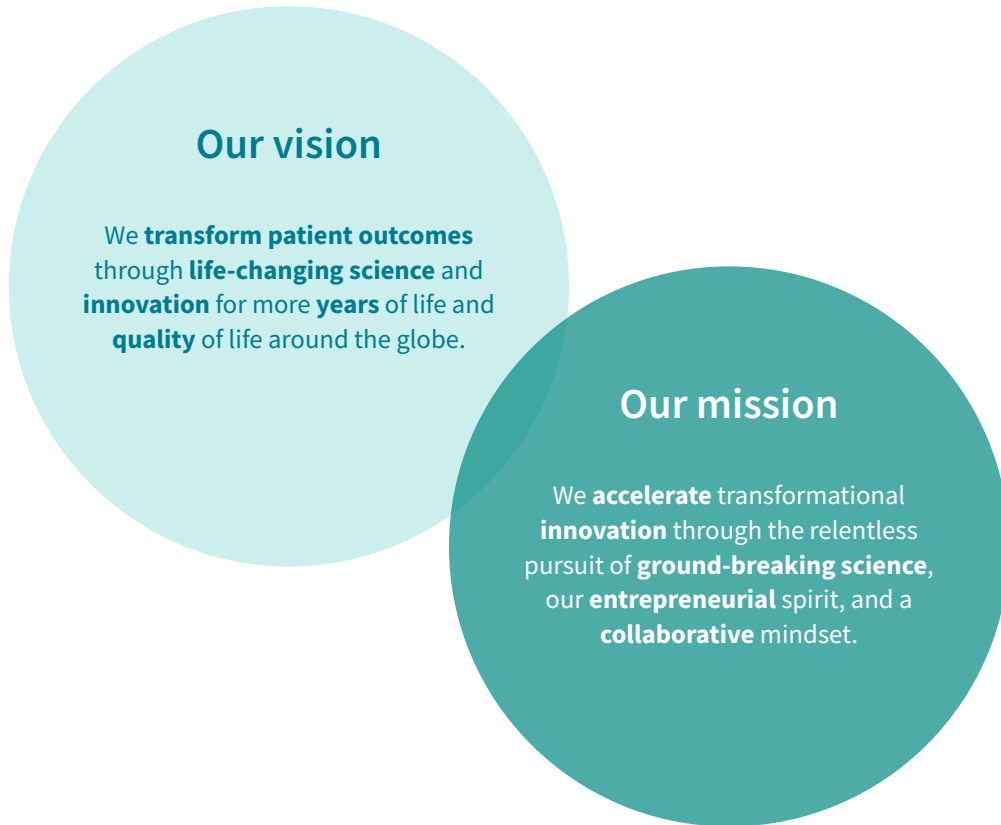 Our vision
We transform patient outcomes
through life-changing science and
innovation for more years of life and
quality of life around the globe.
Our mission
We accelerate transformational
innovation through the relentless
pursuit of ground-breaking science,
our entrepreneurial spirit, and a
collaborative mindset.